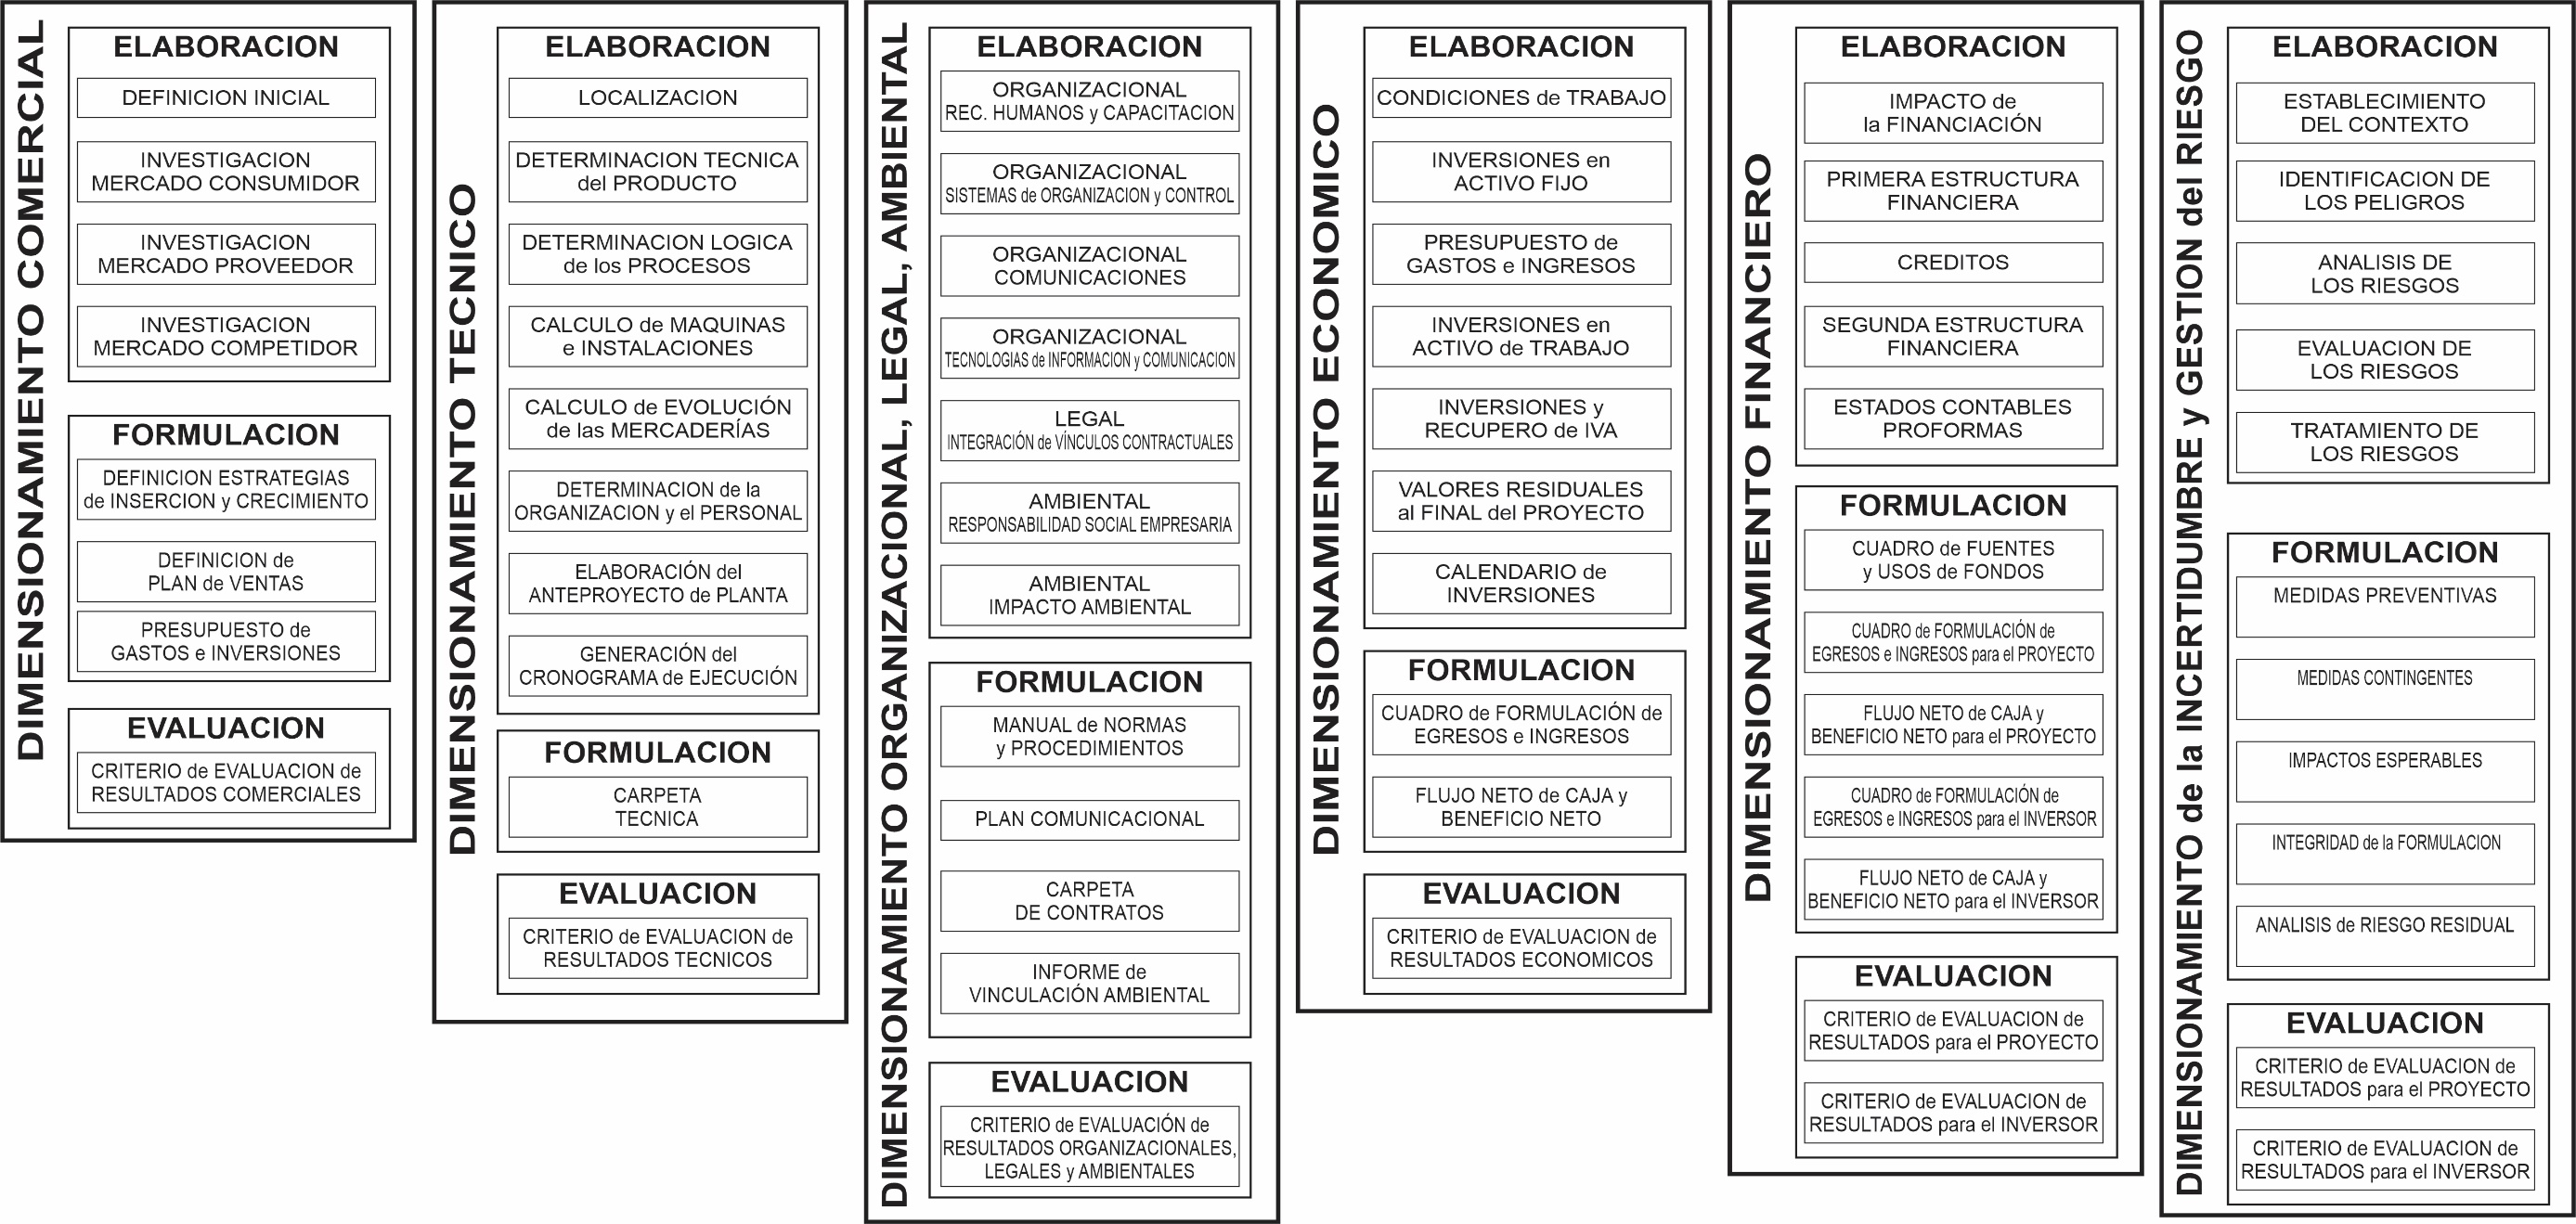 DIMENSIONAMIENTO COMERCIAL
ELABORACION
DEFINICION INICIAL
INVESTIGACION
MERCADO CONSUMIDOR
INVESTIGACION
MERCADO PROVEEDOR
INVESTIGACION
MERCADO COMPETIDOR
FORMULACION
DEFINICION ESTRATEGIAS
de INSERCION y CRECIMIENTO
DEFINICION de
PLAN de VENTAS
PRESUPUESTO de
GASTOS e INVERSIONES
EVALUACION
CRITERIO de EVALUACION de
RESULTADOS COMERCIALES
DIMENSIONAMIENTO TECNICO
ELABORACION
LOCALIZACION
DETERMINACION TECNICA
del PRODUCTO
DETERMINACION LOGICA
de los PROCESOS
CALCULO de MAQUINAS
e INSTALACIONES
CALCULO de EVOLUCIÓN
de las MERCADERÍAS
DETERMINACION de la
ORGANIZACION y el PERSONAL
ELABORACIÓN del
ANTEPROYECTO de PLANTA
GENERACIÓN del
CRONOGRAMA de EJECUCIÓN
FORMULACION
CARPETA
TECNICA
EVALUACION
CRITERIO de EVALUACION de
RESULTADOS TECNICOS
DIMENSIONAMIENTO ORGANIZACIONAL, LEGAL, AMBIENTAL
ELABORACION
ORGANIZACIONAL
REC. HUMANOS y CAPACITACION
ORGANIZACIONAL
SISTEMAS de ORGANIZACION y CONTROL
ORGANIZACIONAL
COMUNICACIONES
ORGANIZACIONAL
TECNOLOGIAS de INFORMACION y COMUNICACION
LEGAL
INTEGRACIÓN de VÍNCULOS CONTRACTUALES
AMBIENTAL
RESPONSABILIDAD SOCIAL EMPRESARIA
AMBIENTAL
IMPACTO AMBIENTAL
FORMULACION
MANUAL de NORMAS
y PROCEDIMIENTOS
PLAN COMUNICACIONAL
CARPETA
DE CONTRATOS
INFORME de
VINCULACIÓN AMBIENTAL
EVALUACION
CRITERIO de EVALUACIÓN de
RESULTADOS ORGANIZACIONALES,
LEGALES y AMBIENTALES
DIMENSIONAMIENTO ECONOMICO
ELABORACION
CONDICIONES de TRABAJO
INVERSIONES en
ACTIVO FIJO
PRESUPUESTO de
GASTOS e INGRESOS
INVERSIONES en
ACTIVO de TRABAJO
INVERSIONES y
RECUPERO de IVA
VALORES RESIDUALES
al FINAL del PROYECTO
CALENDARIO de
INVERSIONES
FORMULACION
CUADRO de FORMULACIÓN de
EGRESOS e INGRESOS
FLUJO NETO de CAJA y
BENEFICIO NETO
EVALUACION
CRITERIO de EVALUACION de
RESULTADOS ECONOMICOS
DIMENSIONAMIENTO FINANCIERO
ELABORACION
IMPACTO de
la FINANCIACIÓN
PRIMERA ESTRUCTURA
FINANCIERA
CREDITOS
SEGUNDA ESTRUCTURA
FINANCIERA
ESTADOS CONTABLES
PROFORMAS
FORMULACION
CUADRO de FUENTES
y USOS de FONDOS
CUADRO de FORMULACIÓN de
EGRESOS e INGRESOS para el PROYECTO
FLUJO NETO de CAJA y
BENEFICIO NETO para el PROYECTO
CUADRO de FORMULACIÓN de
EGRESOS e INGRESOS para el INVERSOR
FLUJO NETO de CAJA y
BENEFICIO NETO para el INVERSOR
EVALUACION
CRITERIO de EVALUACION de
RESULTADOS para el PROYECTO
CRITERIO de EVALUACION de
RESULTADOS para el INVERSOR
DIMENSIONAMIENTO de la INCERTIDUMBRE y GESTION del RIESGO
ELABORACION
ESTABLECIMIENTO
DEL CONTEXTO
IDENTIFICACION DE
LOS PELIGROS
ANALISIS DE
LOS RIESGOS
EVALUACION DE
LOS RIESGOS
TRATAMIENTO DE
LOS RIESGOS
FORMULACION
MEDIDAS PREVENTIVAS
MEDIDAS CONTINGENTES
IMPACTOS ESPERABLES
INTEGRIDAD de la FORMULACION
ANALISIS de RIESGO RESIDUAL
EVALUACION
CRITERIO de EVALUACION de
RESULTADOS para el PROYECTO
CRITERIO de EVALUACION de
RESULTADOS para el INVERSOR